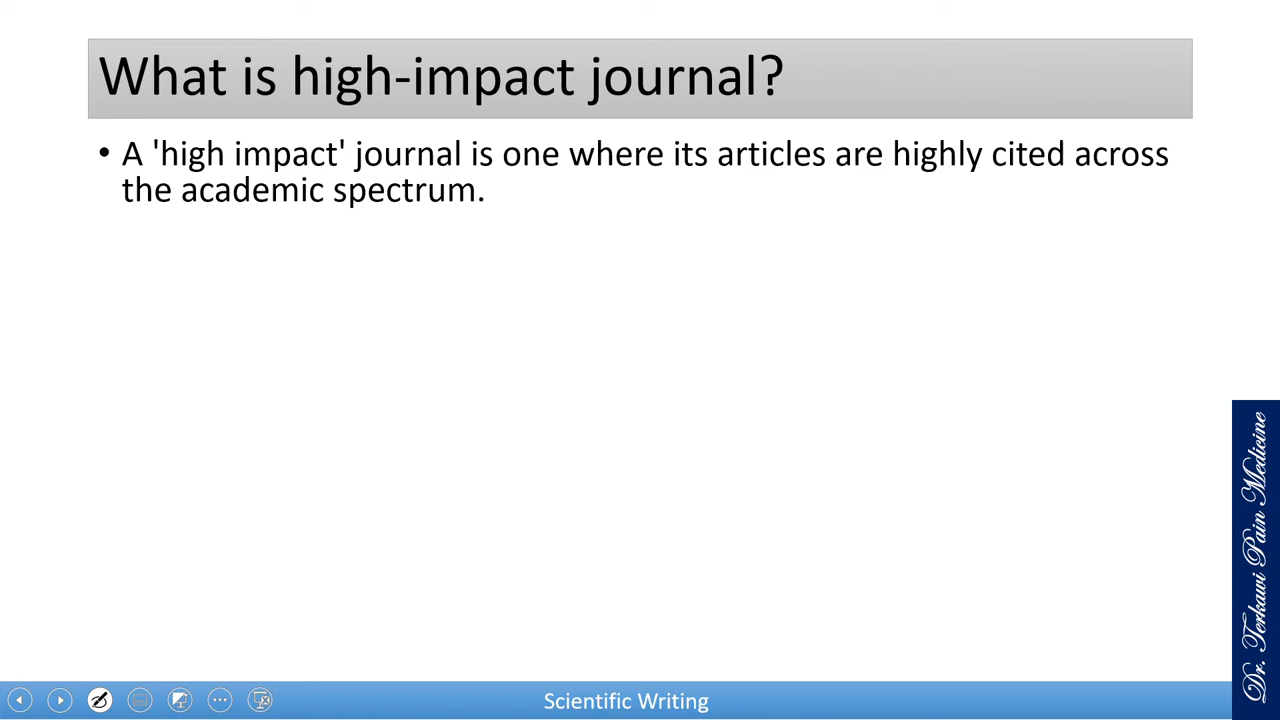 What is high-impact journal?
• A 'high impact' journal is one where its articles are highly cited across
the academic spectrum.
Dr. Terkawi Pain Medicine
Scientific Writing